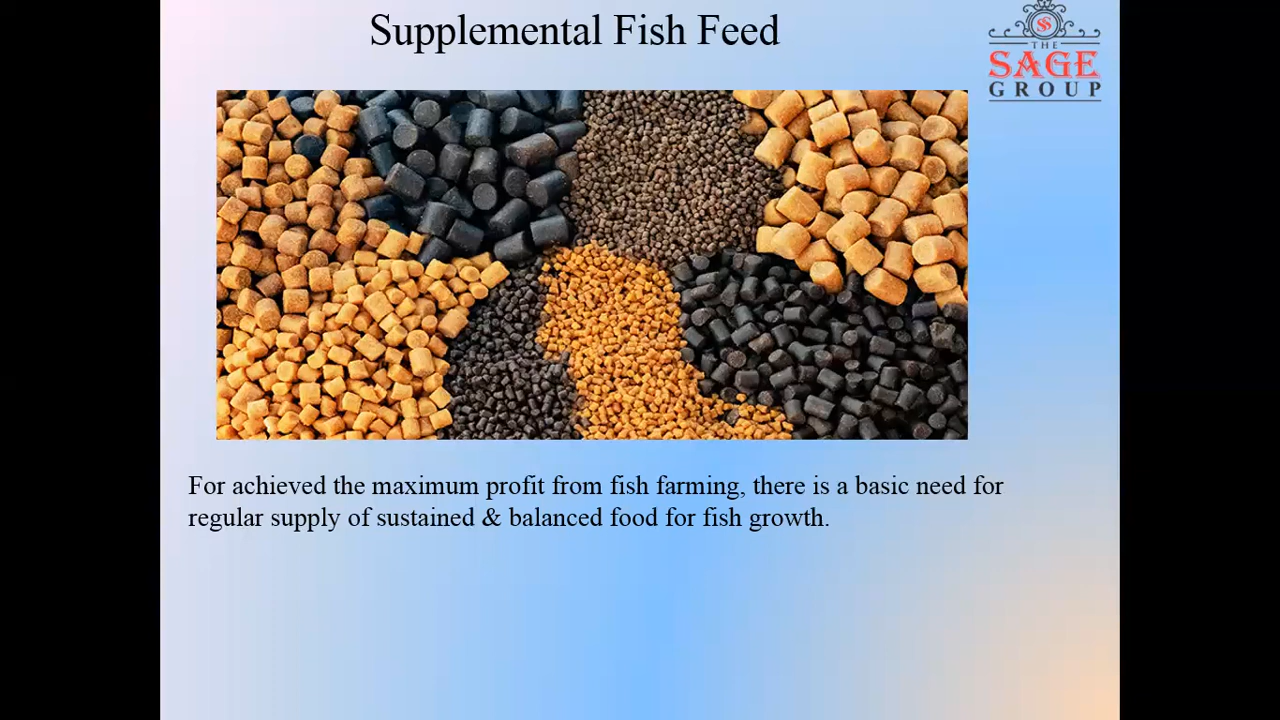 Supplemental Fish Feed
THE
SAGE
GROUP
For achieved the maximum profit from fish farming, there is a basic need for
regular supply of sustained & balanced food for fish growth.